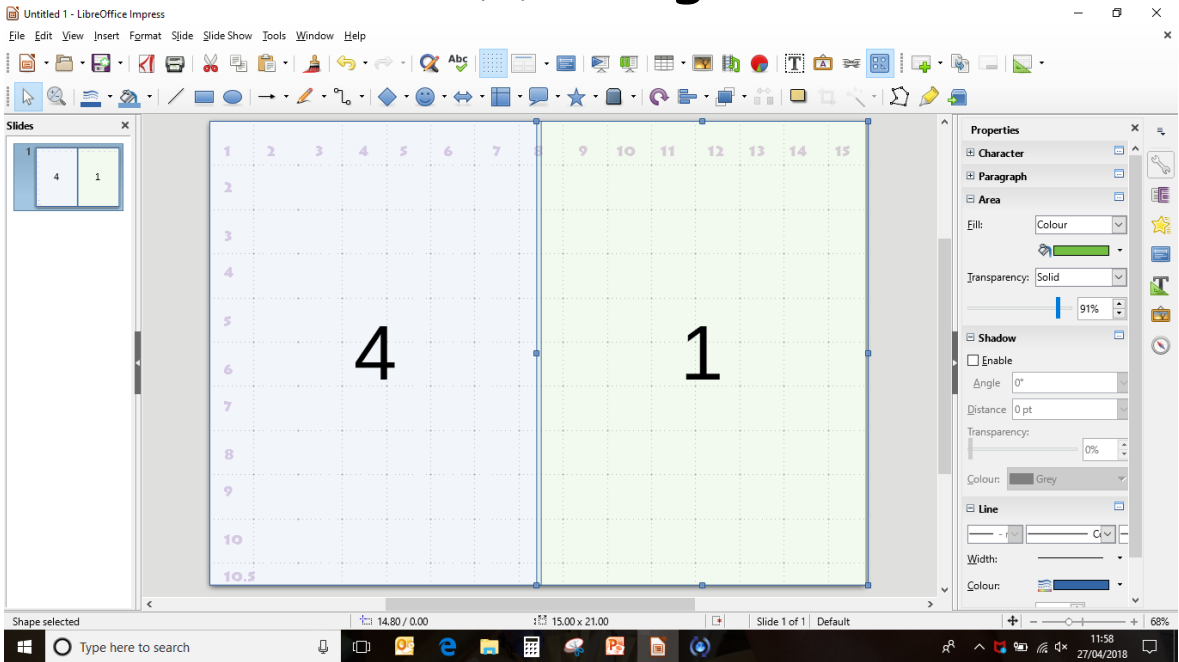 Untitled 1 - LibreOffice Impress
File Edit View Insert Format Slide Slide Show Tools Window Help
Abc
T A
Slides
1
4 1
1 2 3 4 5 6 7 8 9 10 11 12 13 14 15
2
3
4
5
6
7
8
9
10
10.5
4 1
Properties
Character
Paragraph
Area
Fill: Colour
Transparency: Solid
91%
Shadow
Enable
Angle 0°
Distance 0 pt
Transparency:
0%
Colour: Grey
Line
Width:
Colour:
Shape selected 14.80 / 0.00 15.00 x 21.00 Slide 1 of 1 Default 68%
Type here to search
11:58
27/04/2018